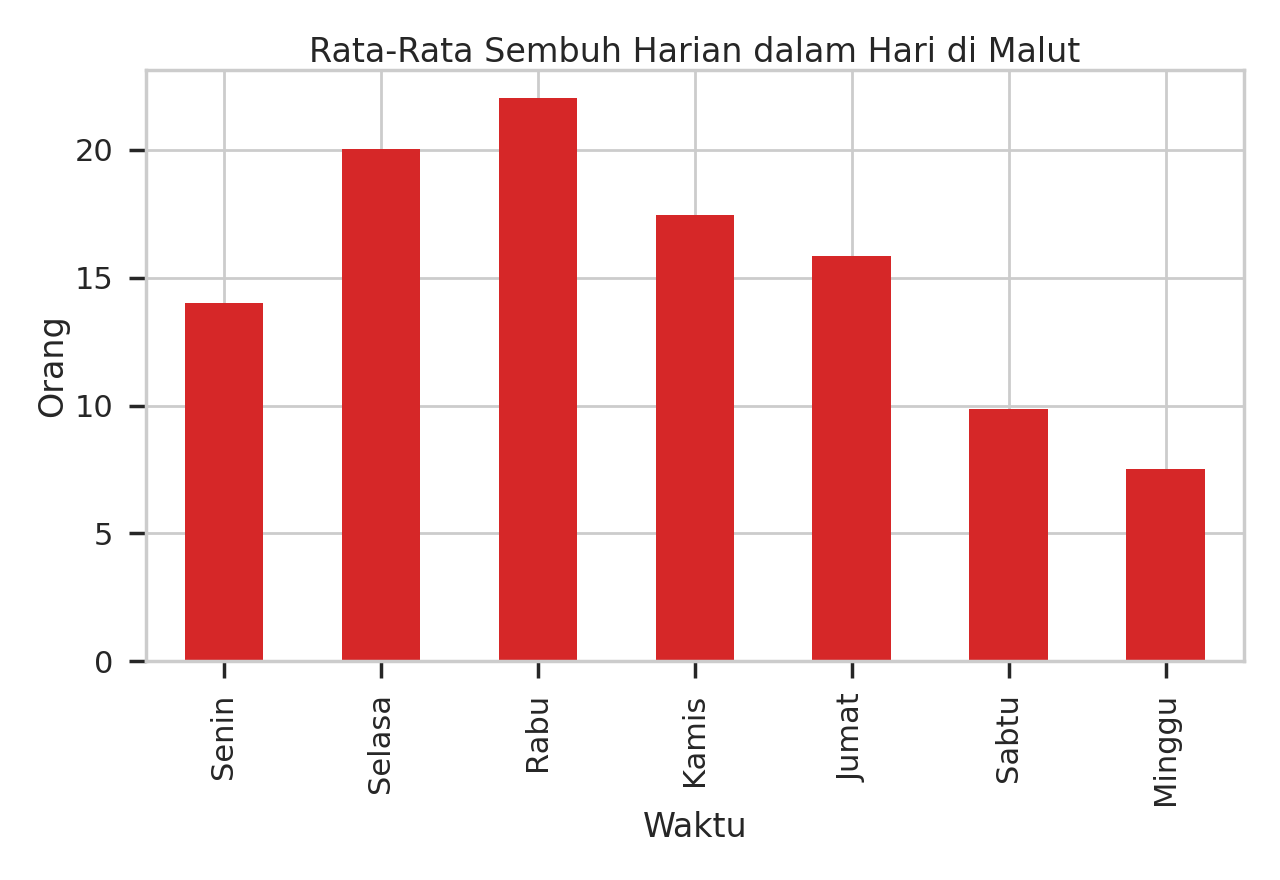 Rata-Rata Sembuh Harian dalam Hari di Malut
Orang
20
15
10
5
0
Senin
Selasa
Rabu
Kamis
Jumat
Sabtu
Minggu
Waktu